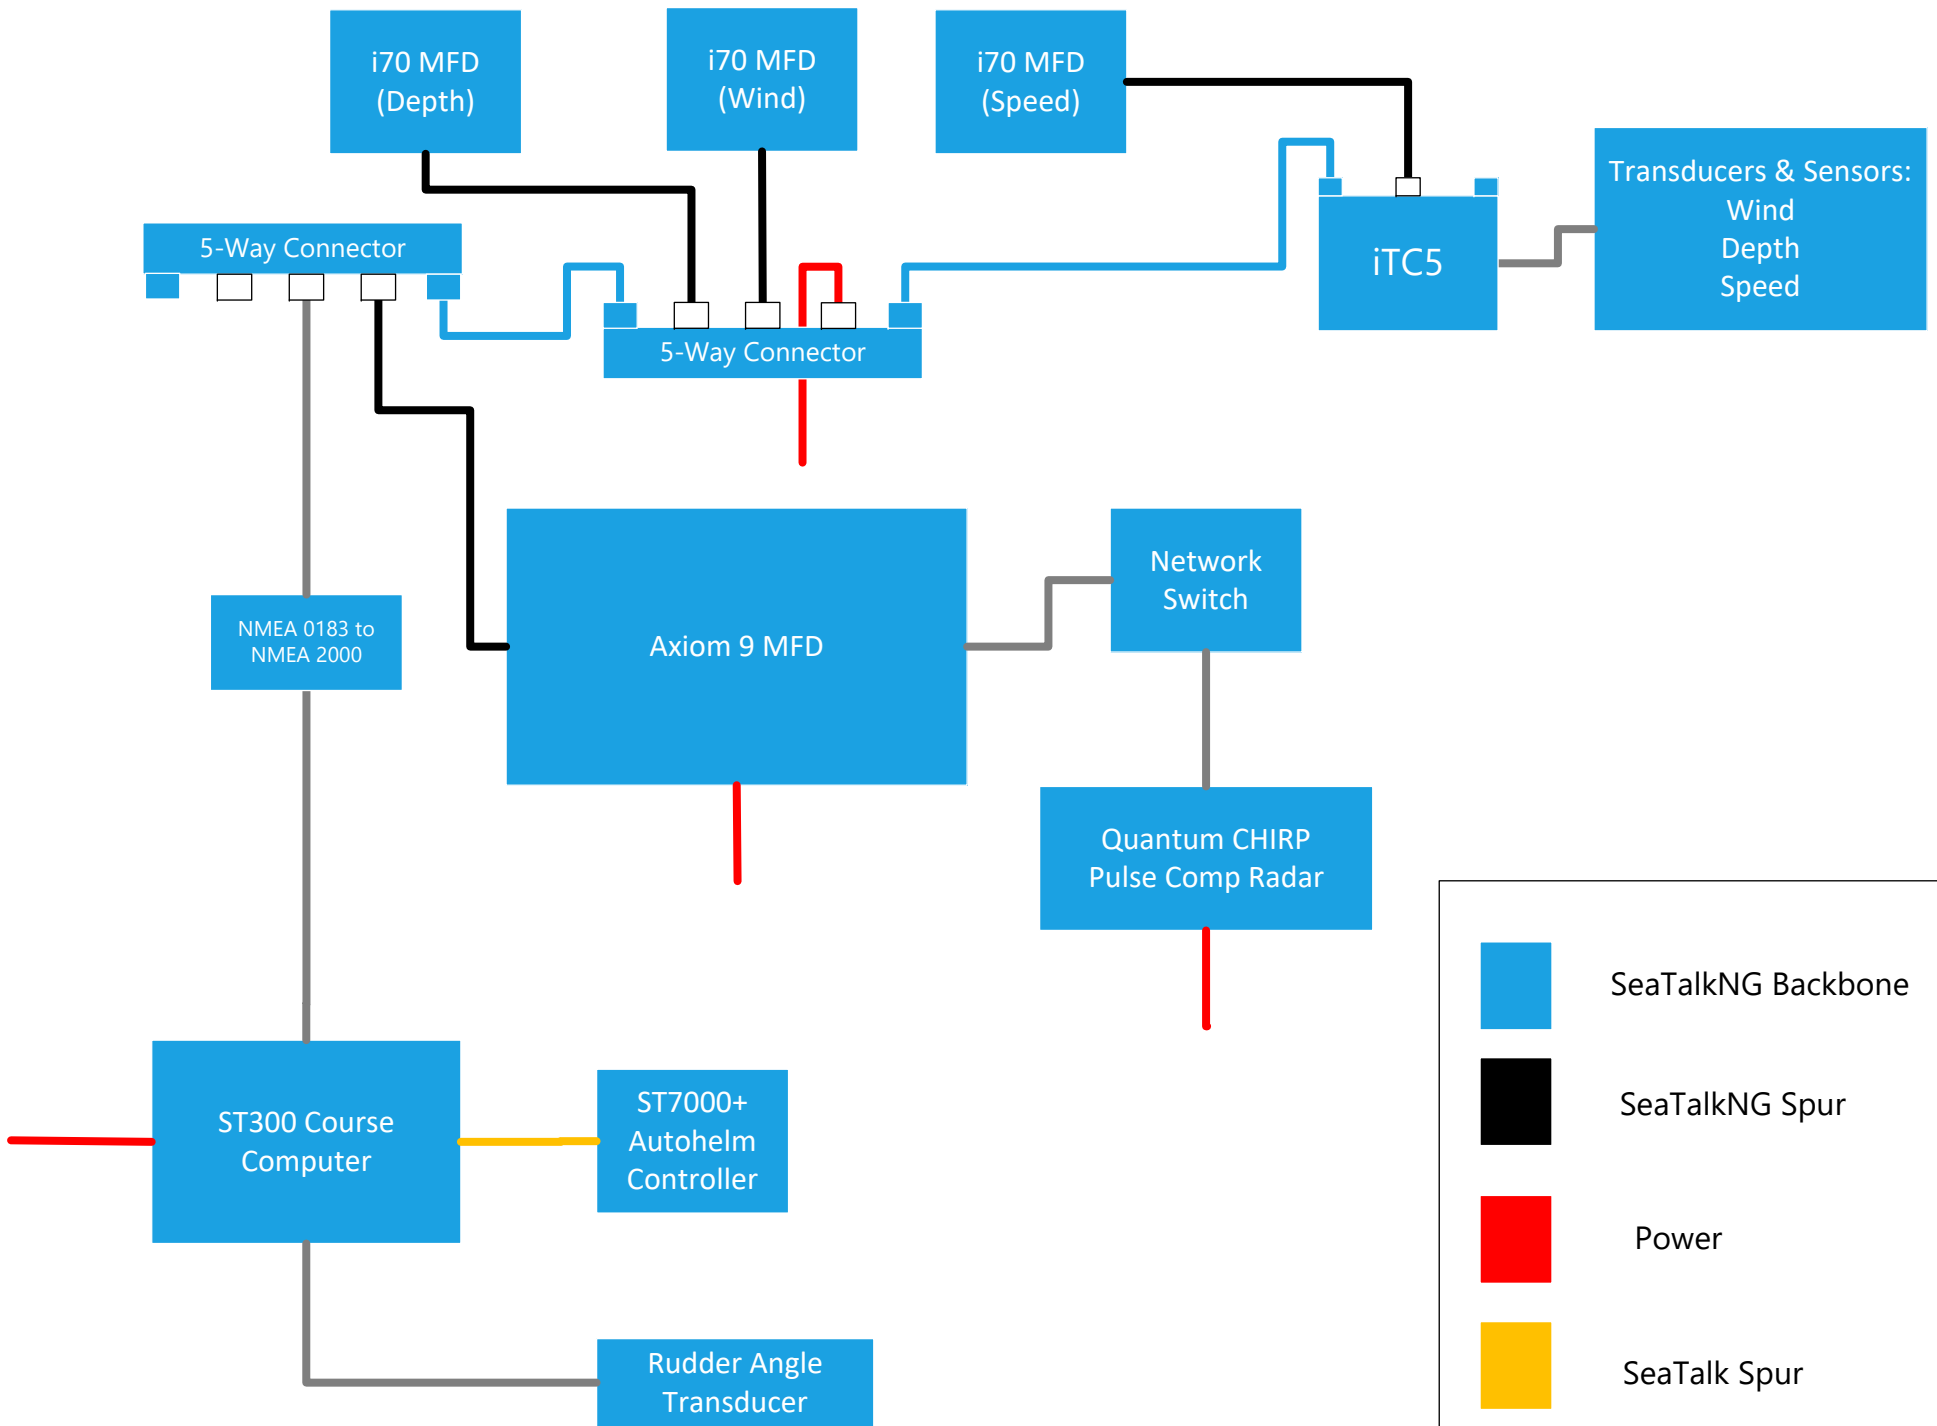 i70 MFD
(Depth)
i70 MFD
(Wind)
i70 MFD
(Speed)
Transducers & Sensors:
Wind
Depth
Speed
5-Way Connector
iTC5
5-Way Connector
Network
Switch
NMEA 0183 to
NMEA 2000
Axiom 9 MFD
Quantum CHIRP
Pulse Comp Radar
SeaTalkNG Backbone
ST300 Course
Computer
ST7000+
Autohelm
Controller
SeaTalkNG Spur
Power
Rudder Angle
Transducer
SeaTalk Spur